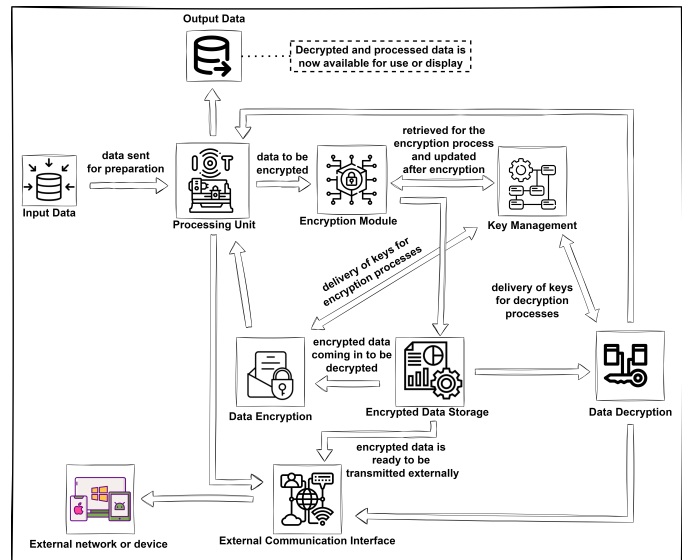 Output Data
Decrypted and processed data is
now available for use or display
data sent
for preparation
Input Data
IOT
Processing Unit
data to be
encrypted
Encryption Module
retrieved for the
encryption process
and updated
after encryption
Key Management
delivery of keys for
encryption processes
delivery of keys
for decryption
processes
Data Encryption
encrypted data
coming in to be
decrypted
Encrypted Data Storage
Data Decryption
encrypted data is
ready to be
transmitted externally
External network or device
External Communication Interface